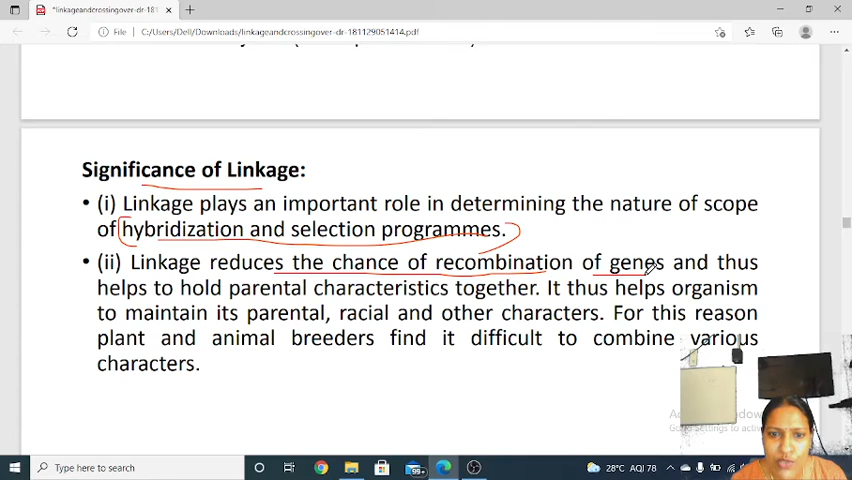 *linkageandcrossingover-dr-181
File
C:/Users/Dell/Downloads/linkageandcrossingover-dr-181129051414.pdf
Significance of Linkage:
• (i) Linkage plays an important role in determining the nature of scope
of hybridization and selection programmes.
• (ii) Linkage reduces the chance of recombination of genes and thus
helps to hold parental characteristics together. It thus helps organism
to maintain its parental, racial and other characters. For this reason
plant and animal breeders find it difficult to combine various
characters.
Type here to search
99+
28°C AQI 78